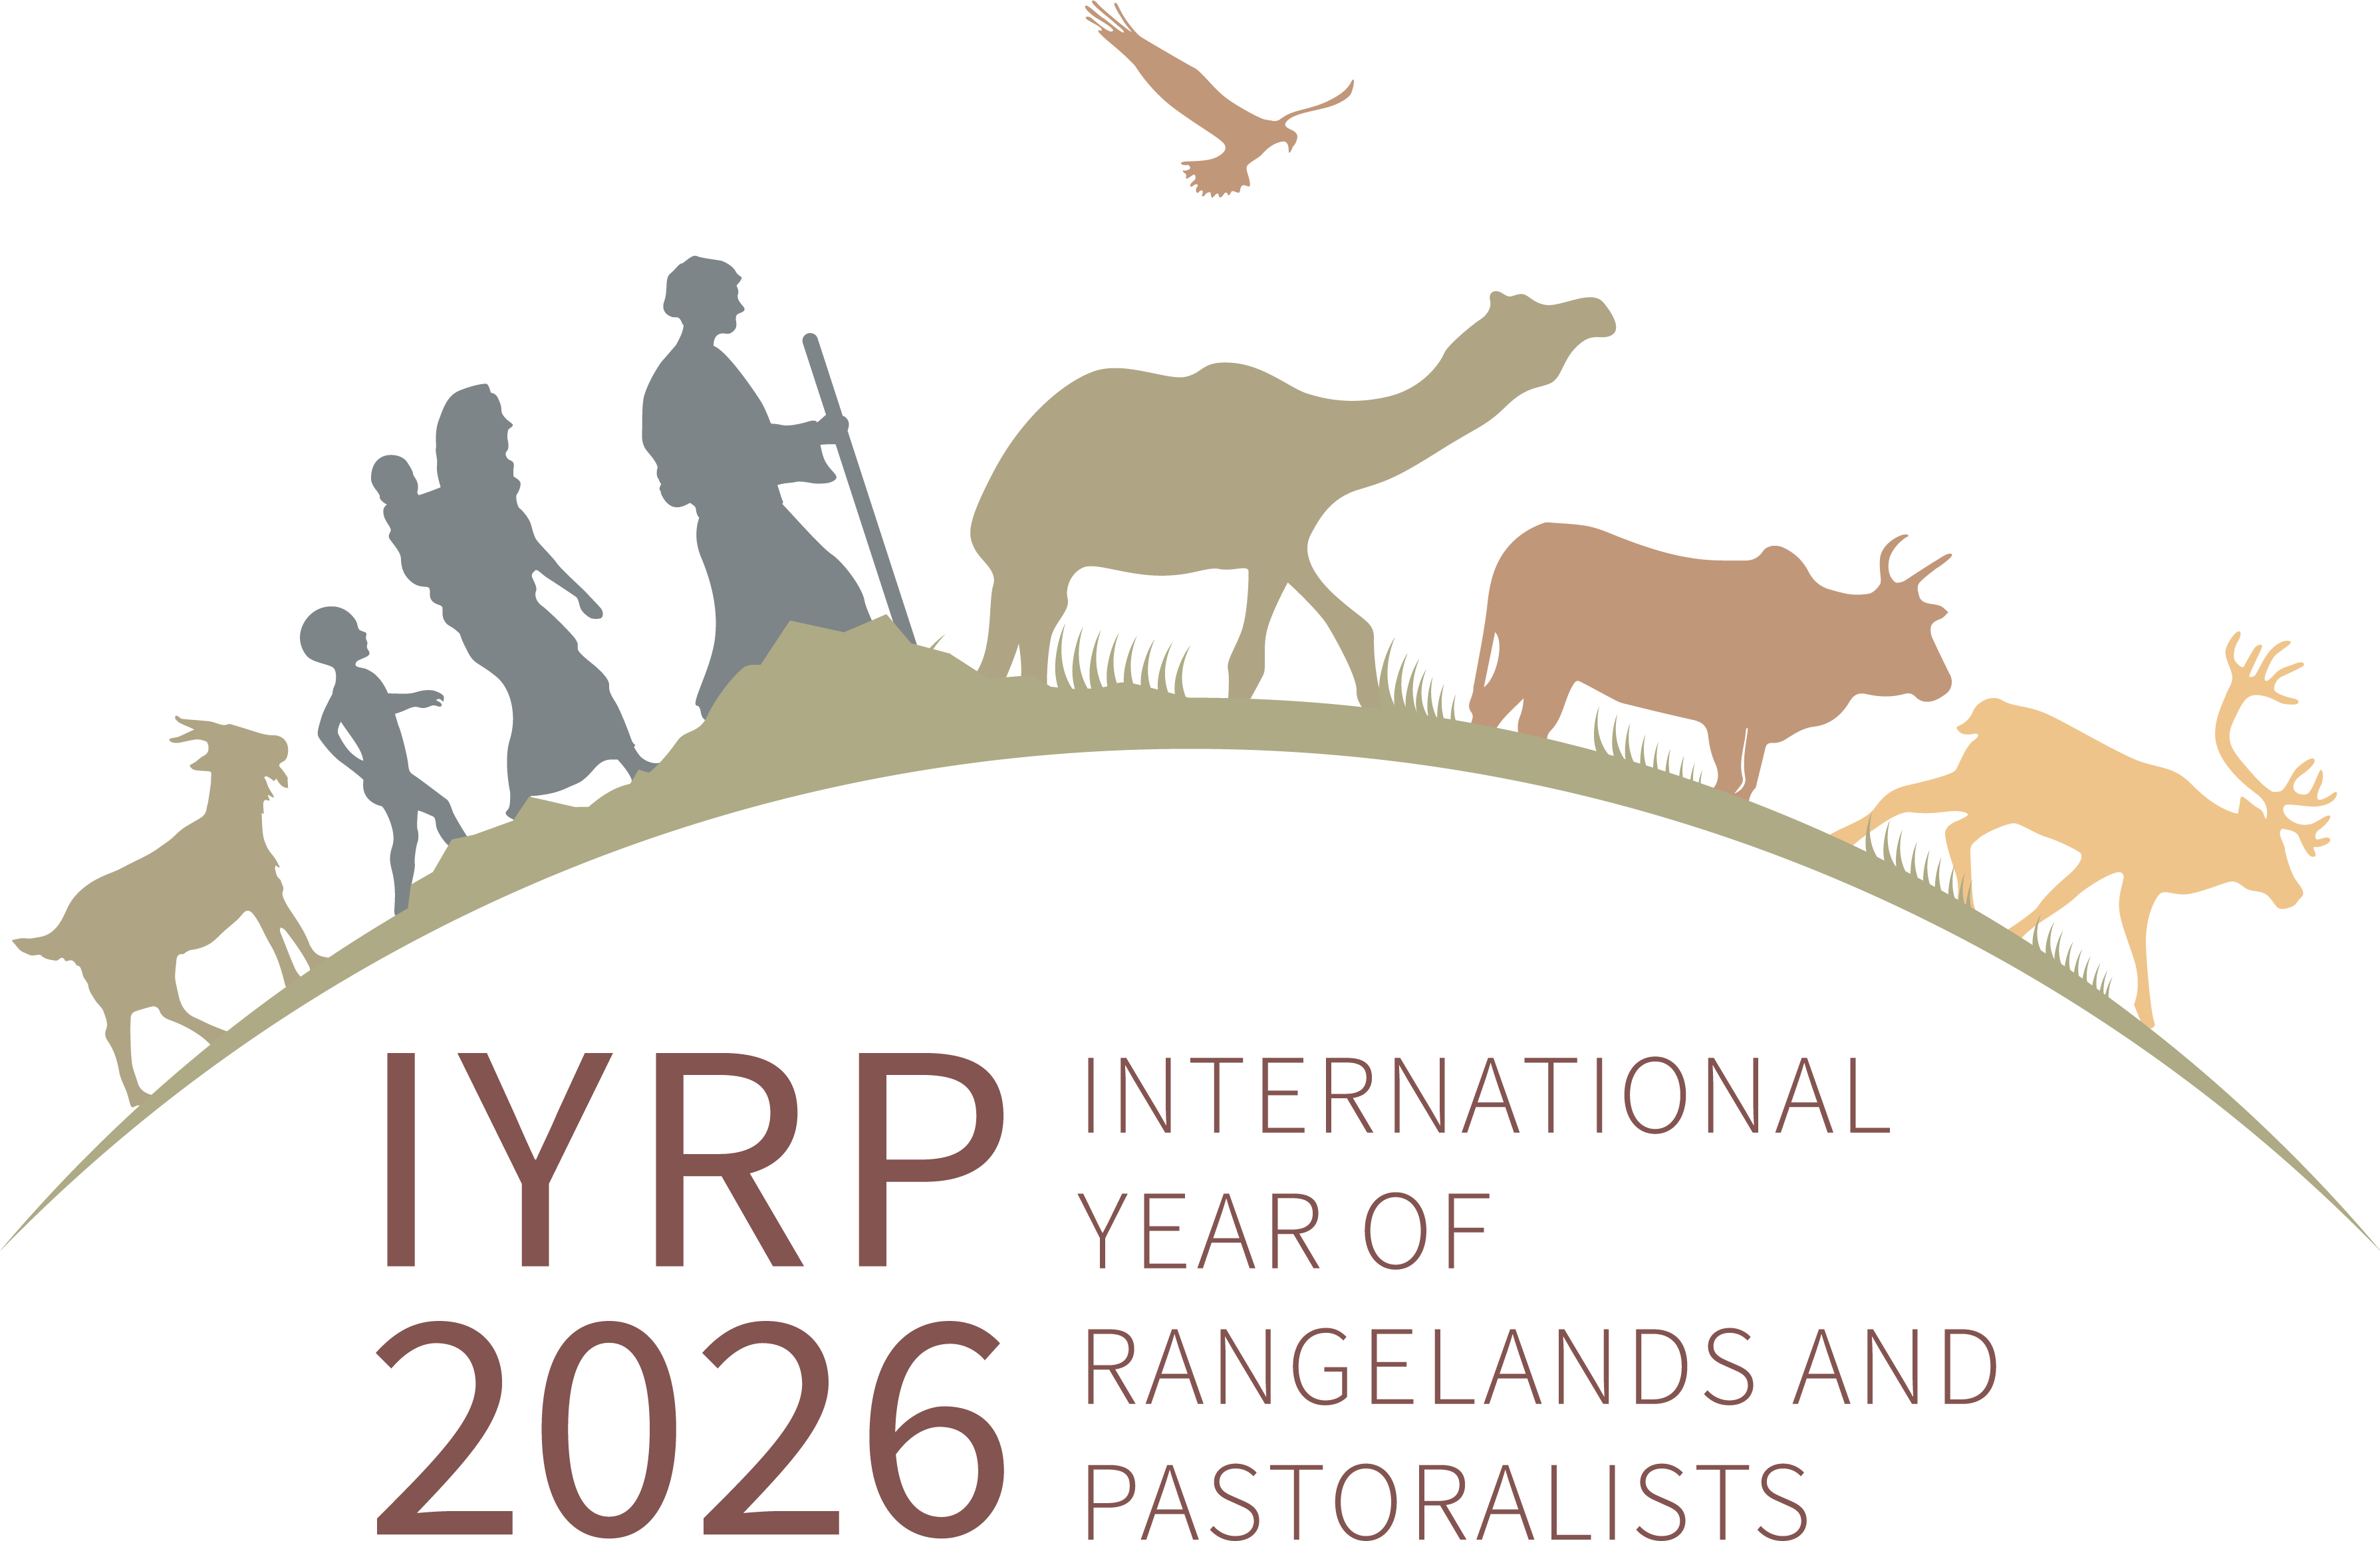 IYRP
2026
INTERNATIONAL
YEAR OF
RANGELANDS AND
PASTORALISTS